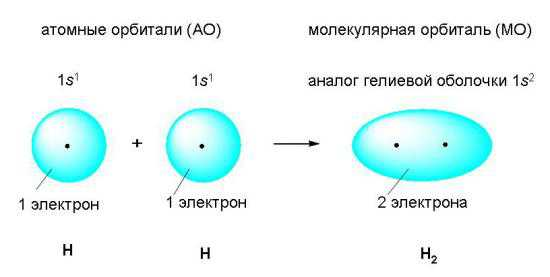 атомные орбитали (АО) молекулярная орбиталь (МО)
1s¹ 1s¹ аналог гелиевой оболочки 1s²
+
1 электрон 1 электрон 2 электрона
H H H₂